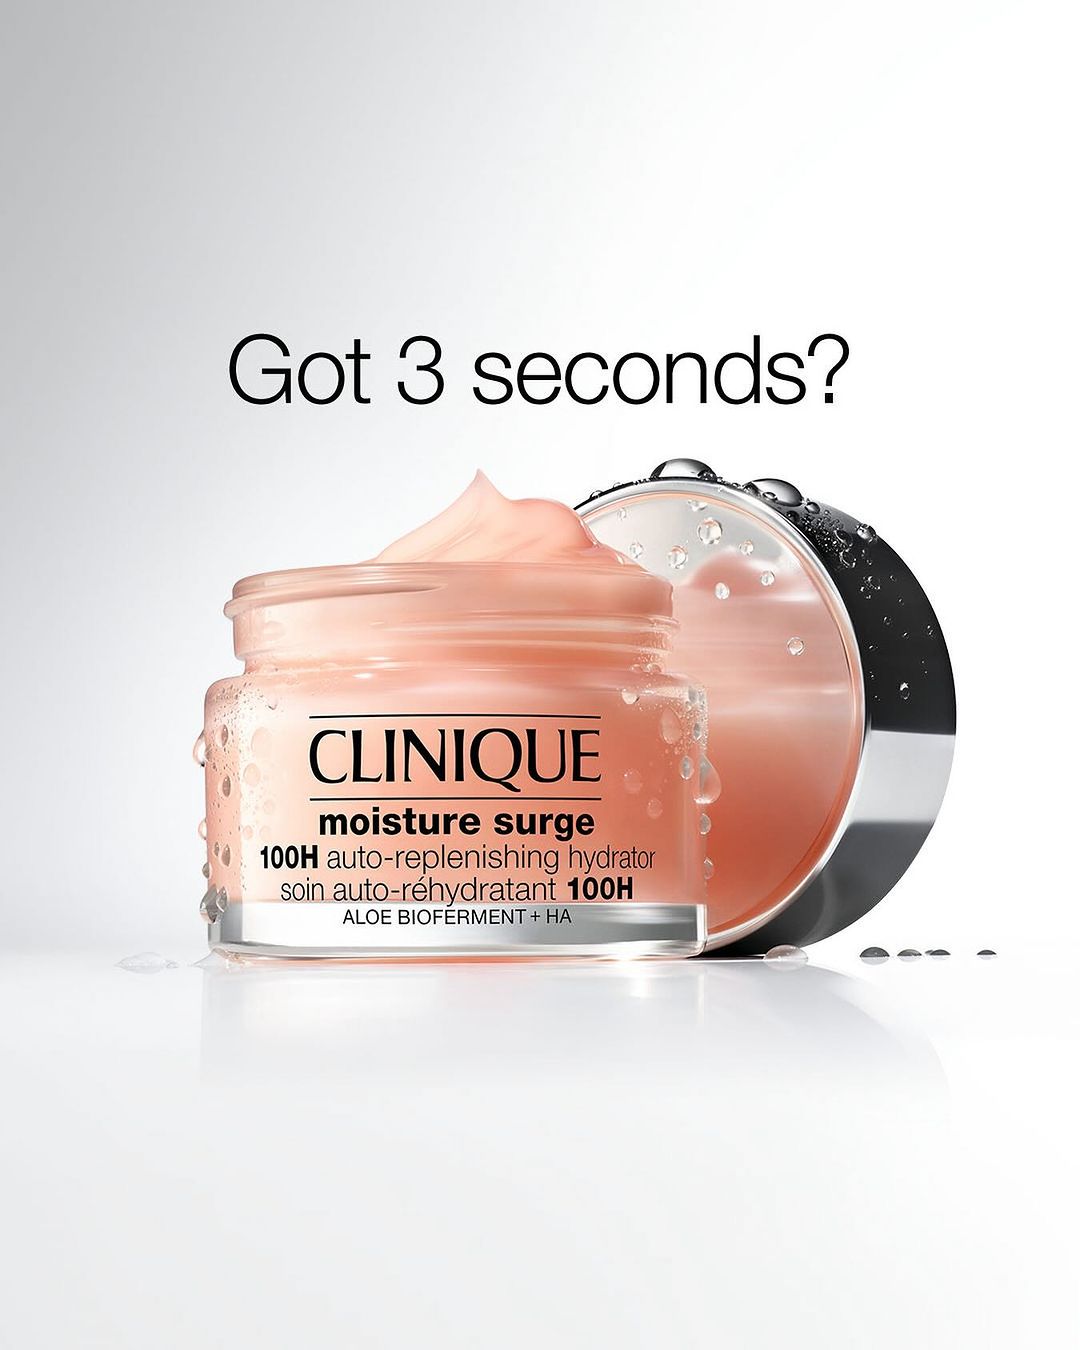 Got 3 seconds?
CLINIQUE
moisture surge
100H auto-replenishing hydrator
soin auto-réhydratant 100H
ALOE BIOFERMENT + HA